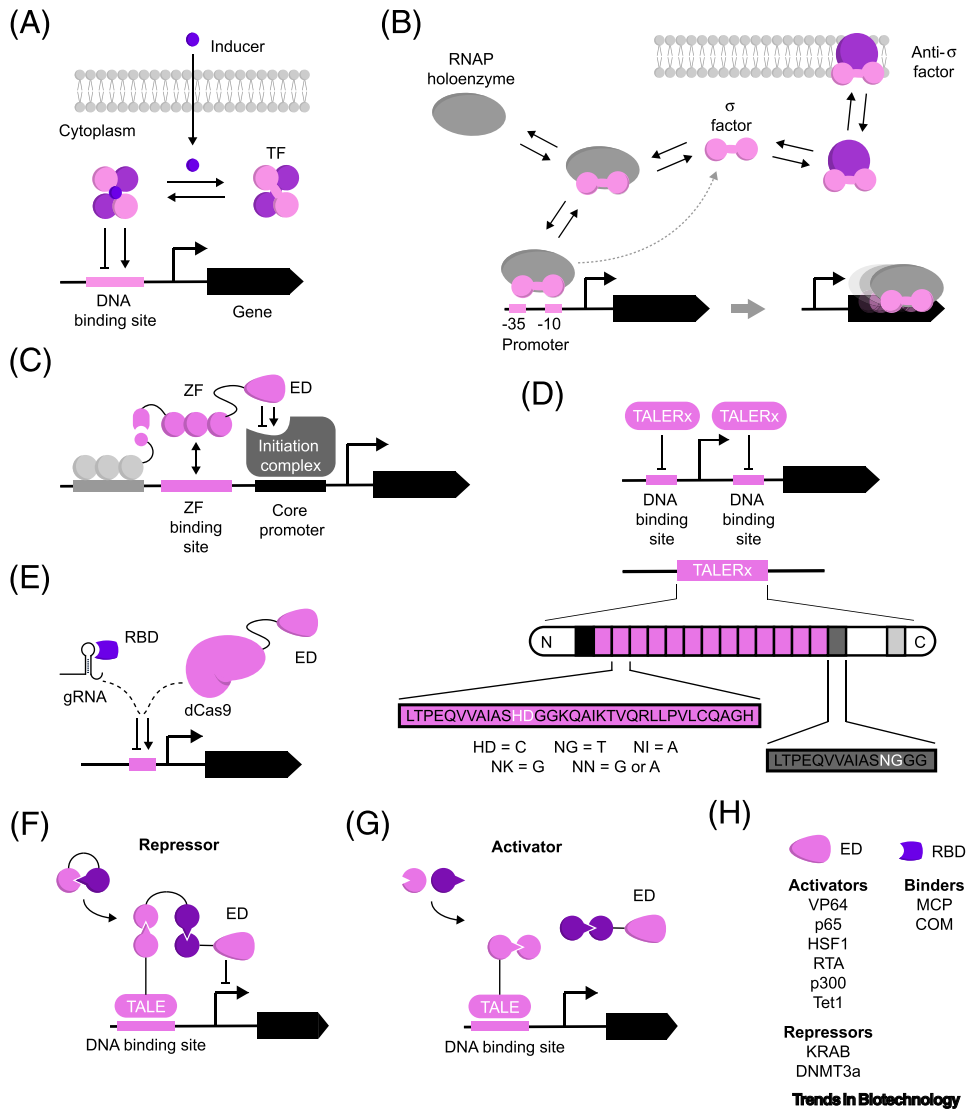 (A)
Inducer
Cytoplasm
TF
DNA
binding site
Gene
(B)
RNAP
holoenzyme
σ
factor
Anti-σ
factor
-35
-10
Promoter
(C)
ZF
ED
Initiation
complex
ZF
binding
site
Core
promoter
(D)
TALERx
TALERx
DNA
binding
site
DNA
binding
site
TALERx
N
C
LTPEQVVAIASHDGGKQAIKTVQRLLPVLCQAGH
HD = C NG = T NI = A
NK = G NN = G or A
LTPEQVVAIASNGGG
(E)
RBD
gRNA
ED
dCas9
(F)
Repressor
ED
TALE
DNA binding site
(G)
Activator
ED
TALE
DNA binding site
(H)
ED
RBD
Activators
VP64
p65
HSF1
RTA
p300
Tet1
Binders
MCP
COM
Repressors
KRAB
DNMT3a
Trends in Biotechnology